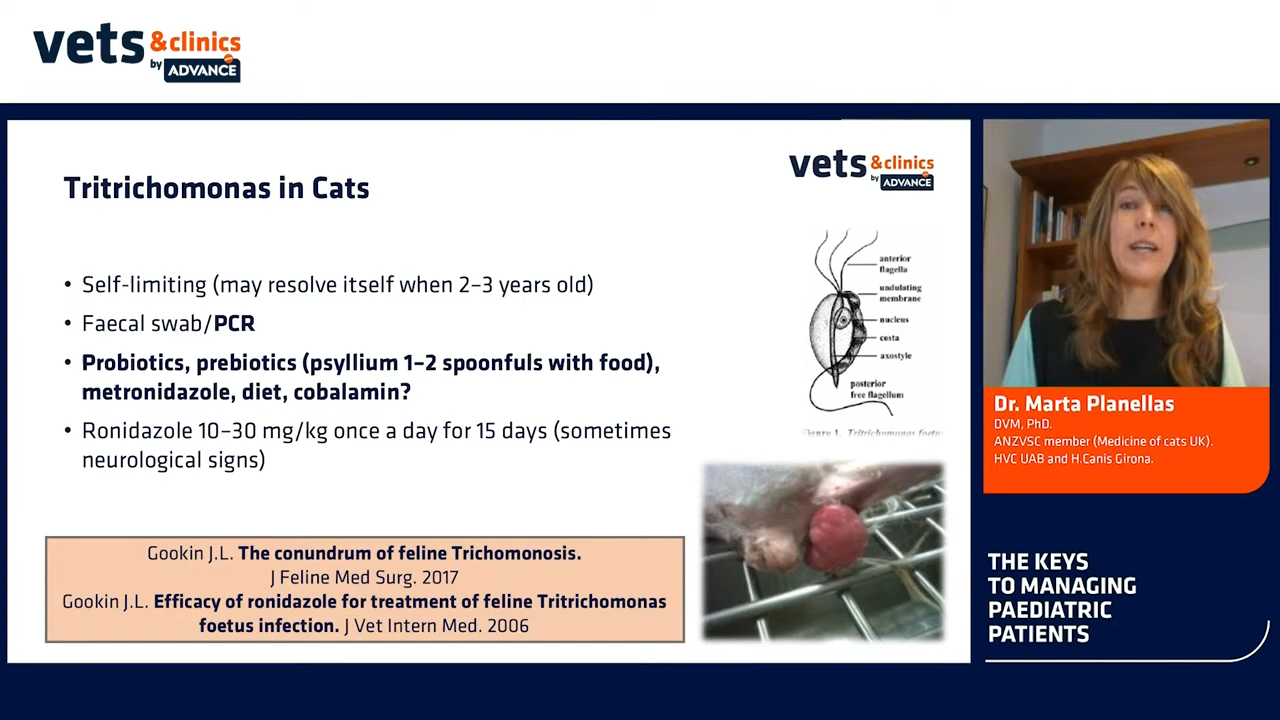 vets &clinics
by ADVANCE
vets &clinics
by ADVANCE
Tritrichomonas in Cats
• Self-limiting (may resolve itself when 2–3 years old)
• Faecal swab/PCR
• Probiotics, prebiotics (psyllium 1–2 spoonfuls with food),
metronidazole, diet, cobalamin?
• Ronidazole 10–30 mg/kg once a day for 15 days (sometimes
neurological signs)
anterior
flagella
undulating
membrane
nucleus
costa
axostyle
posterior
free flagellum
Figure 1. Tritrichomonas foetu
Gookin J.L. The conundrum of feline Trichomonosis.
J Feline Med Surg. 2017
Gookin J.L. Efficacy of ronidazole for treatment of feline Tritrichomonas
foetus infection. J Vet Intern Med. 2006
Dr. Marta Planellas
DVM, PhD.
ANZVSC member (Medicine of cats UK).
HVC UAB and H.Canis Girona.
THE KEYS
TO MANAGING
PAEDIATRIC
PATIENTS